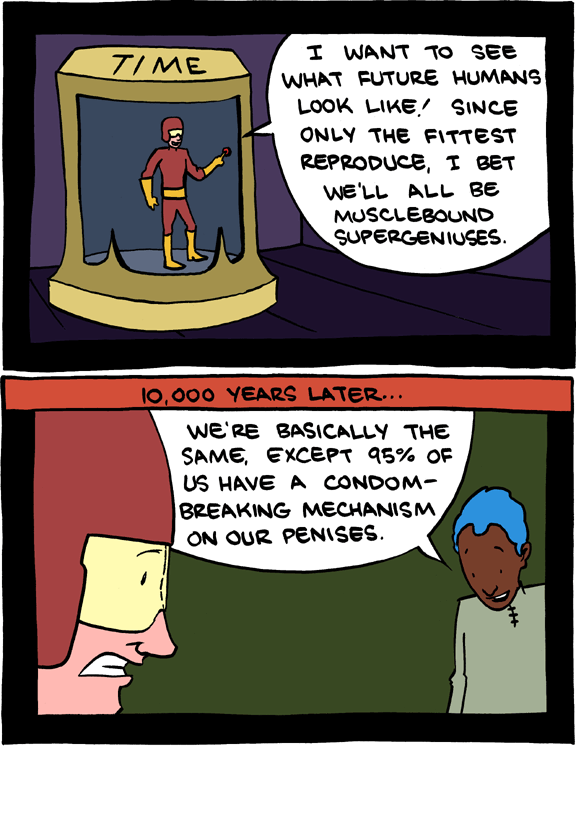 TIME
I WANT TO SEE
WHAT FUTURE HUMANS
LOOK LIKE! SINCE
ONLY THE FITTEST
REPRODUCE, I BET
WE'LL ALL BE
MUSCLEBOUND
SUPERGENIUSES.
10,000 YEARS LATER...
WE'RE BASICALLY THE
SAME, EXCEPT 95% OF
US HAVE A CONDOM-
BREAKING MECHANISM
ON OUR PENISES.